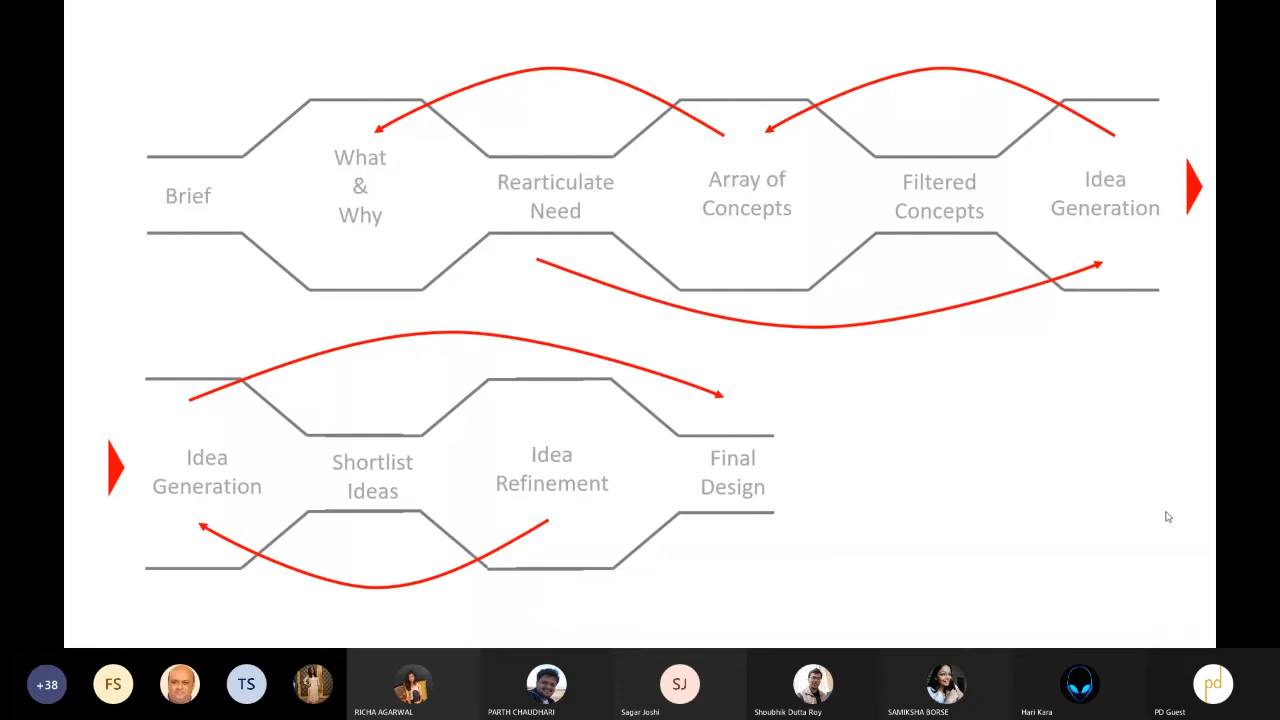 Brief
What
&
Why
Rearticulate
Need
Array of
Concepts
Filtered
Concepts
Idea
Generation
Idea
Generation
Shortlist
Ideas
Idea
Refinement
Final
Design
+38
FS
TS
RICHA AGARWAL
PARTH CHAUDHARI
SJ
Sagar Joshi
Shoubhik Dutta Roy
SAMIKSHA BORSE
Hari Kara
pd
PD Guest